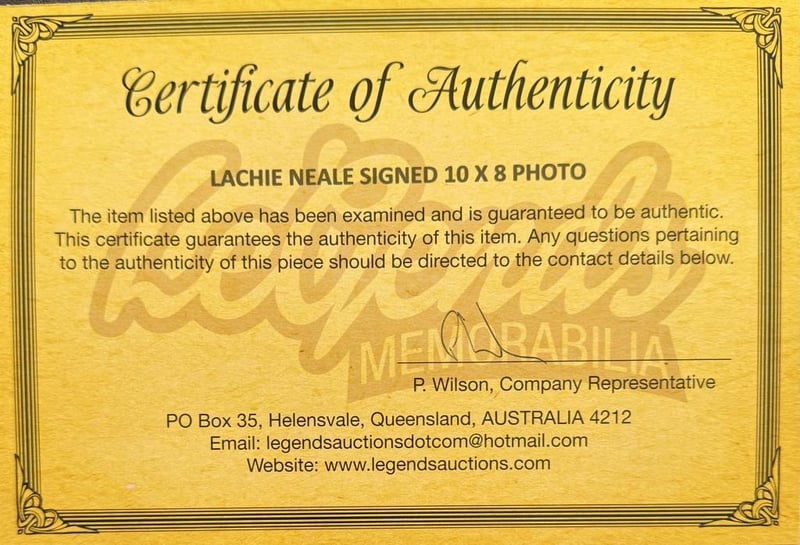 Certificate of Authenticity
LACHIE NEALE SIGNED 10 X 8 PHOTO
The item listed above has been examined and is guaranteed to be authentic.
This certificate guarantees the authenticity of this item. Any questions pertaining
to the authenticity of this piece should be directed to the contact details below.
Legends
MEMORABILIA
P. Wilson, Company Representative
PO Box 35, Helensvale, Queensland, AUSTRALIA 4212
Email: legendsauctionsdotcom@hotmail.com
Website: www.legendsauctions.com